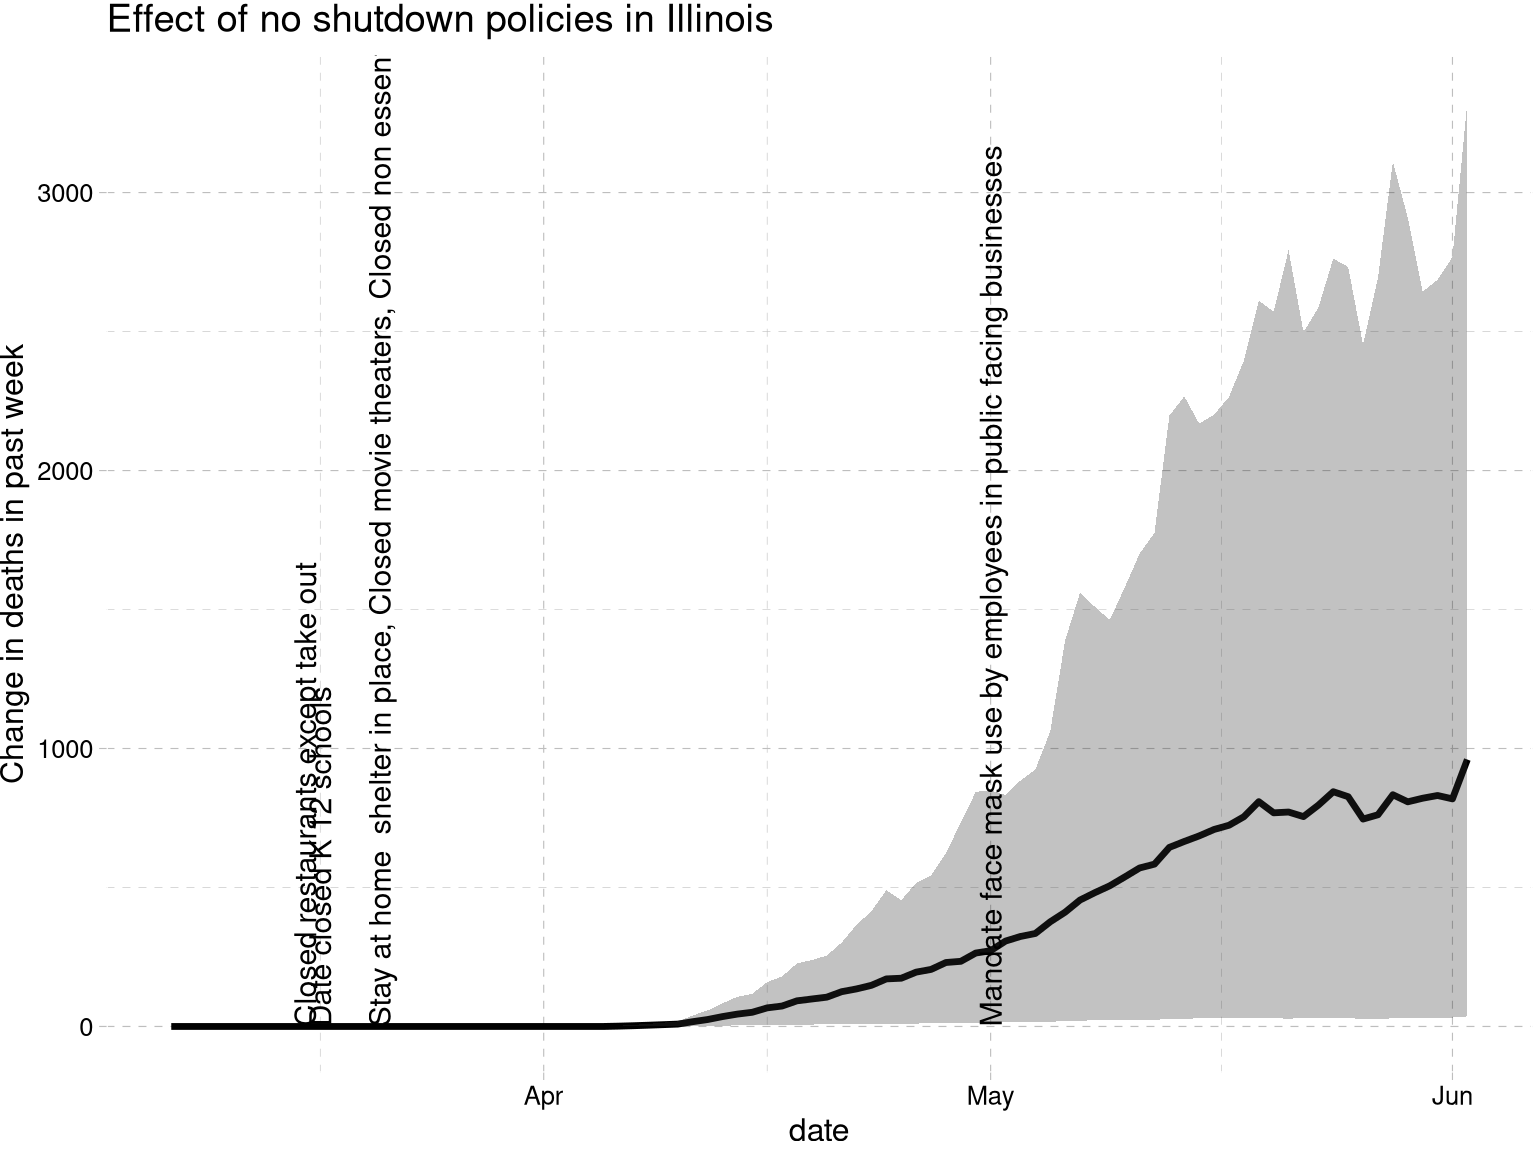 Effect of no shutdown policies in Illinois
Change in deaths in past week
3000
2000
1000
0
Closed restaurants except take out
Date closed K 12 schools
Stay at home  shelter in place, Closed movie theaters, Closed non essen
Mandate face mask use by employees in public facing businesses
Apr
May
Jun
date